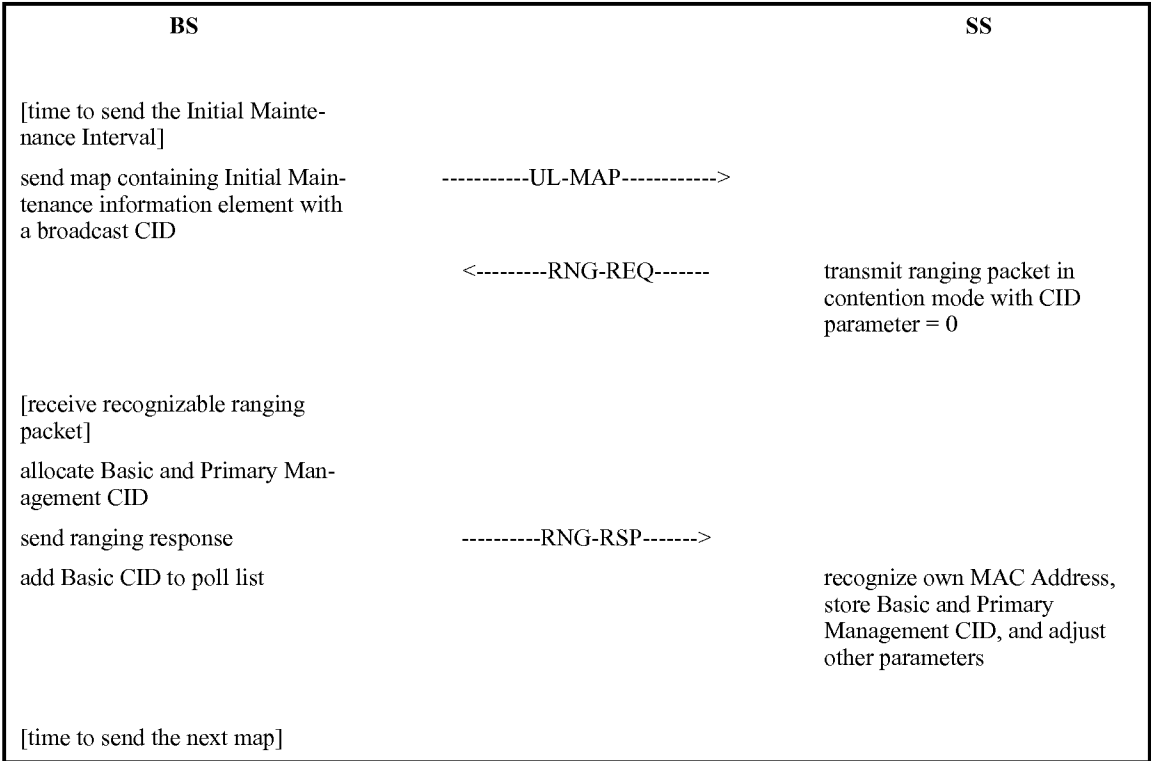 BS SS
[time to send the Initial Mainte-
nance Interval]
send map containing Initial Main- -----------UL-MAP------------>
tenance information element with
a broadcast CID
<---------RNG-REQ------- transmit ranging packet in
contention mode with CID
parameter = 0
[receive recognizable ranging
packet]
allocate Basic and Primary Man-
agement CID
send ranging response ----------RNG-RSP------->
add Basic CID to poll list recognize own MAC Address,
store Basic and Primary
Management CID, and adjust
other parameters
[time to send the next map]